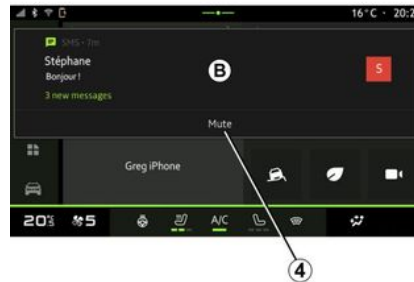 16°C · 20:2
SMS · 7m
Stéphane
Bonjour !
3 new messages
B
S
Mute
Greg iPhone
20°5
5
A/C
4